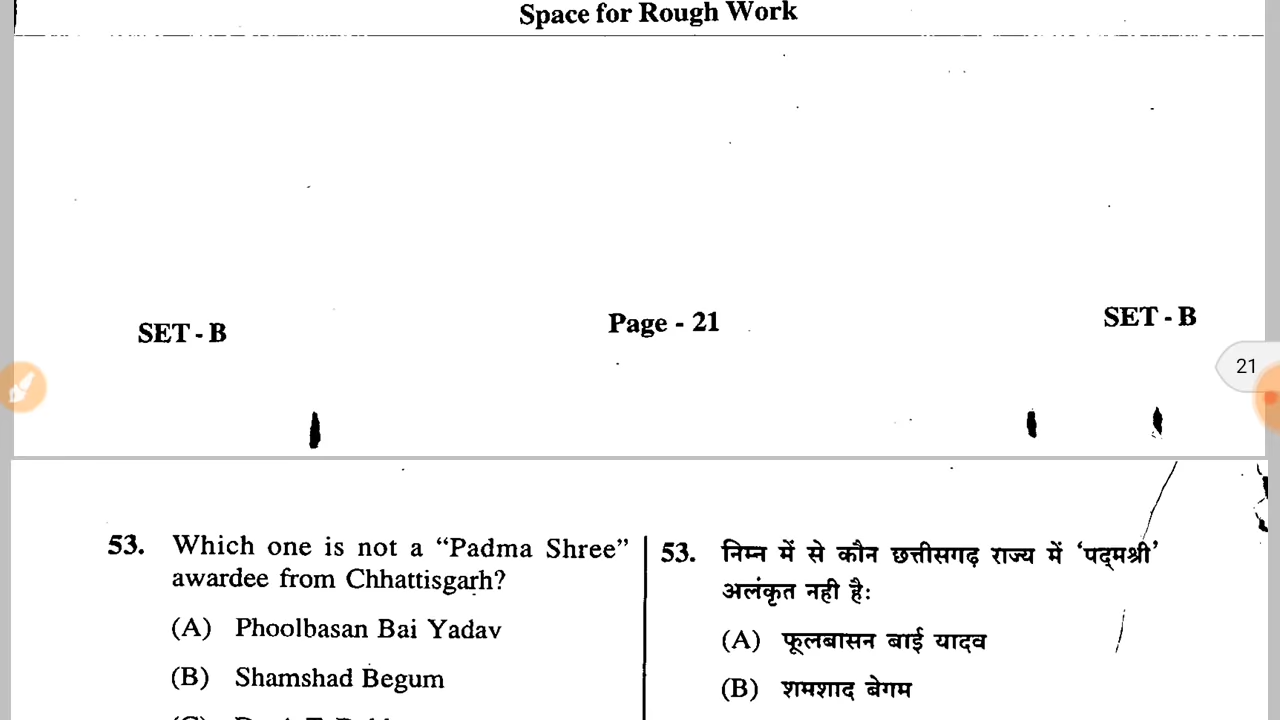 Space for Rough Work
SET - B
Page - 21
SET - B
21
53. Which one is not a “Padma Shree”
awardee from Chhattisgarh?
(A) Phoolbasan Bai Yadav
(B) Shamshad Begum
53. निम्न में से कौन छत्तीसगढ़ राज्य में ‘पद्मश्री’
अलंकृत नही है:
(A) फूलबासन बाई यादव
(B) शमशाद बेगम